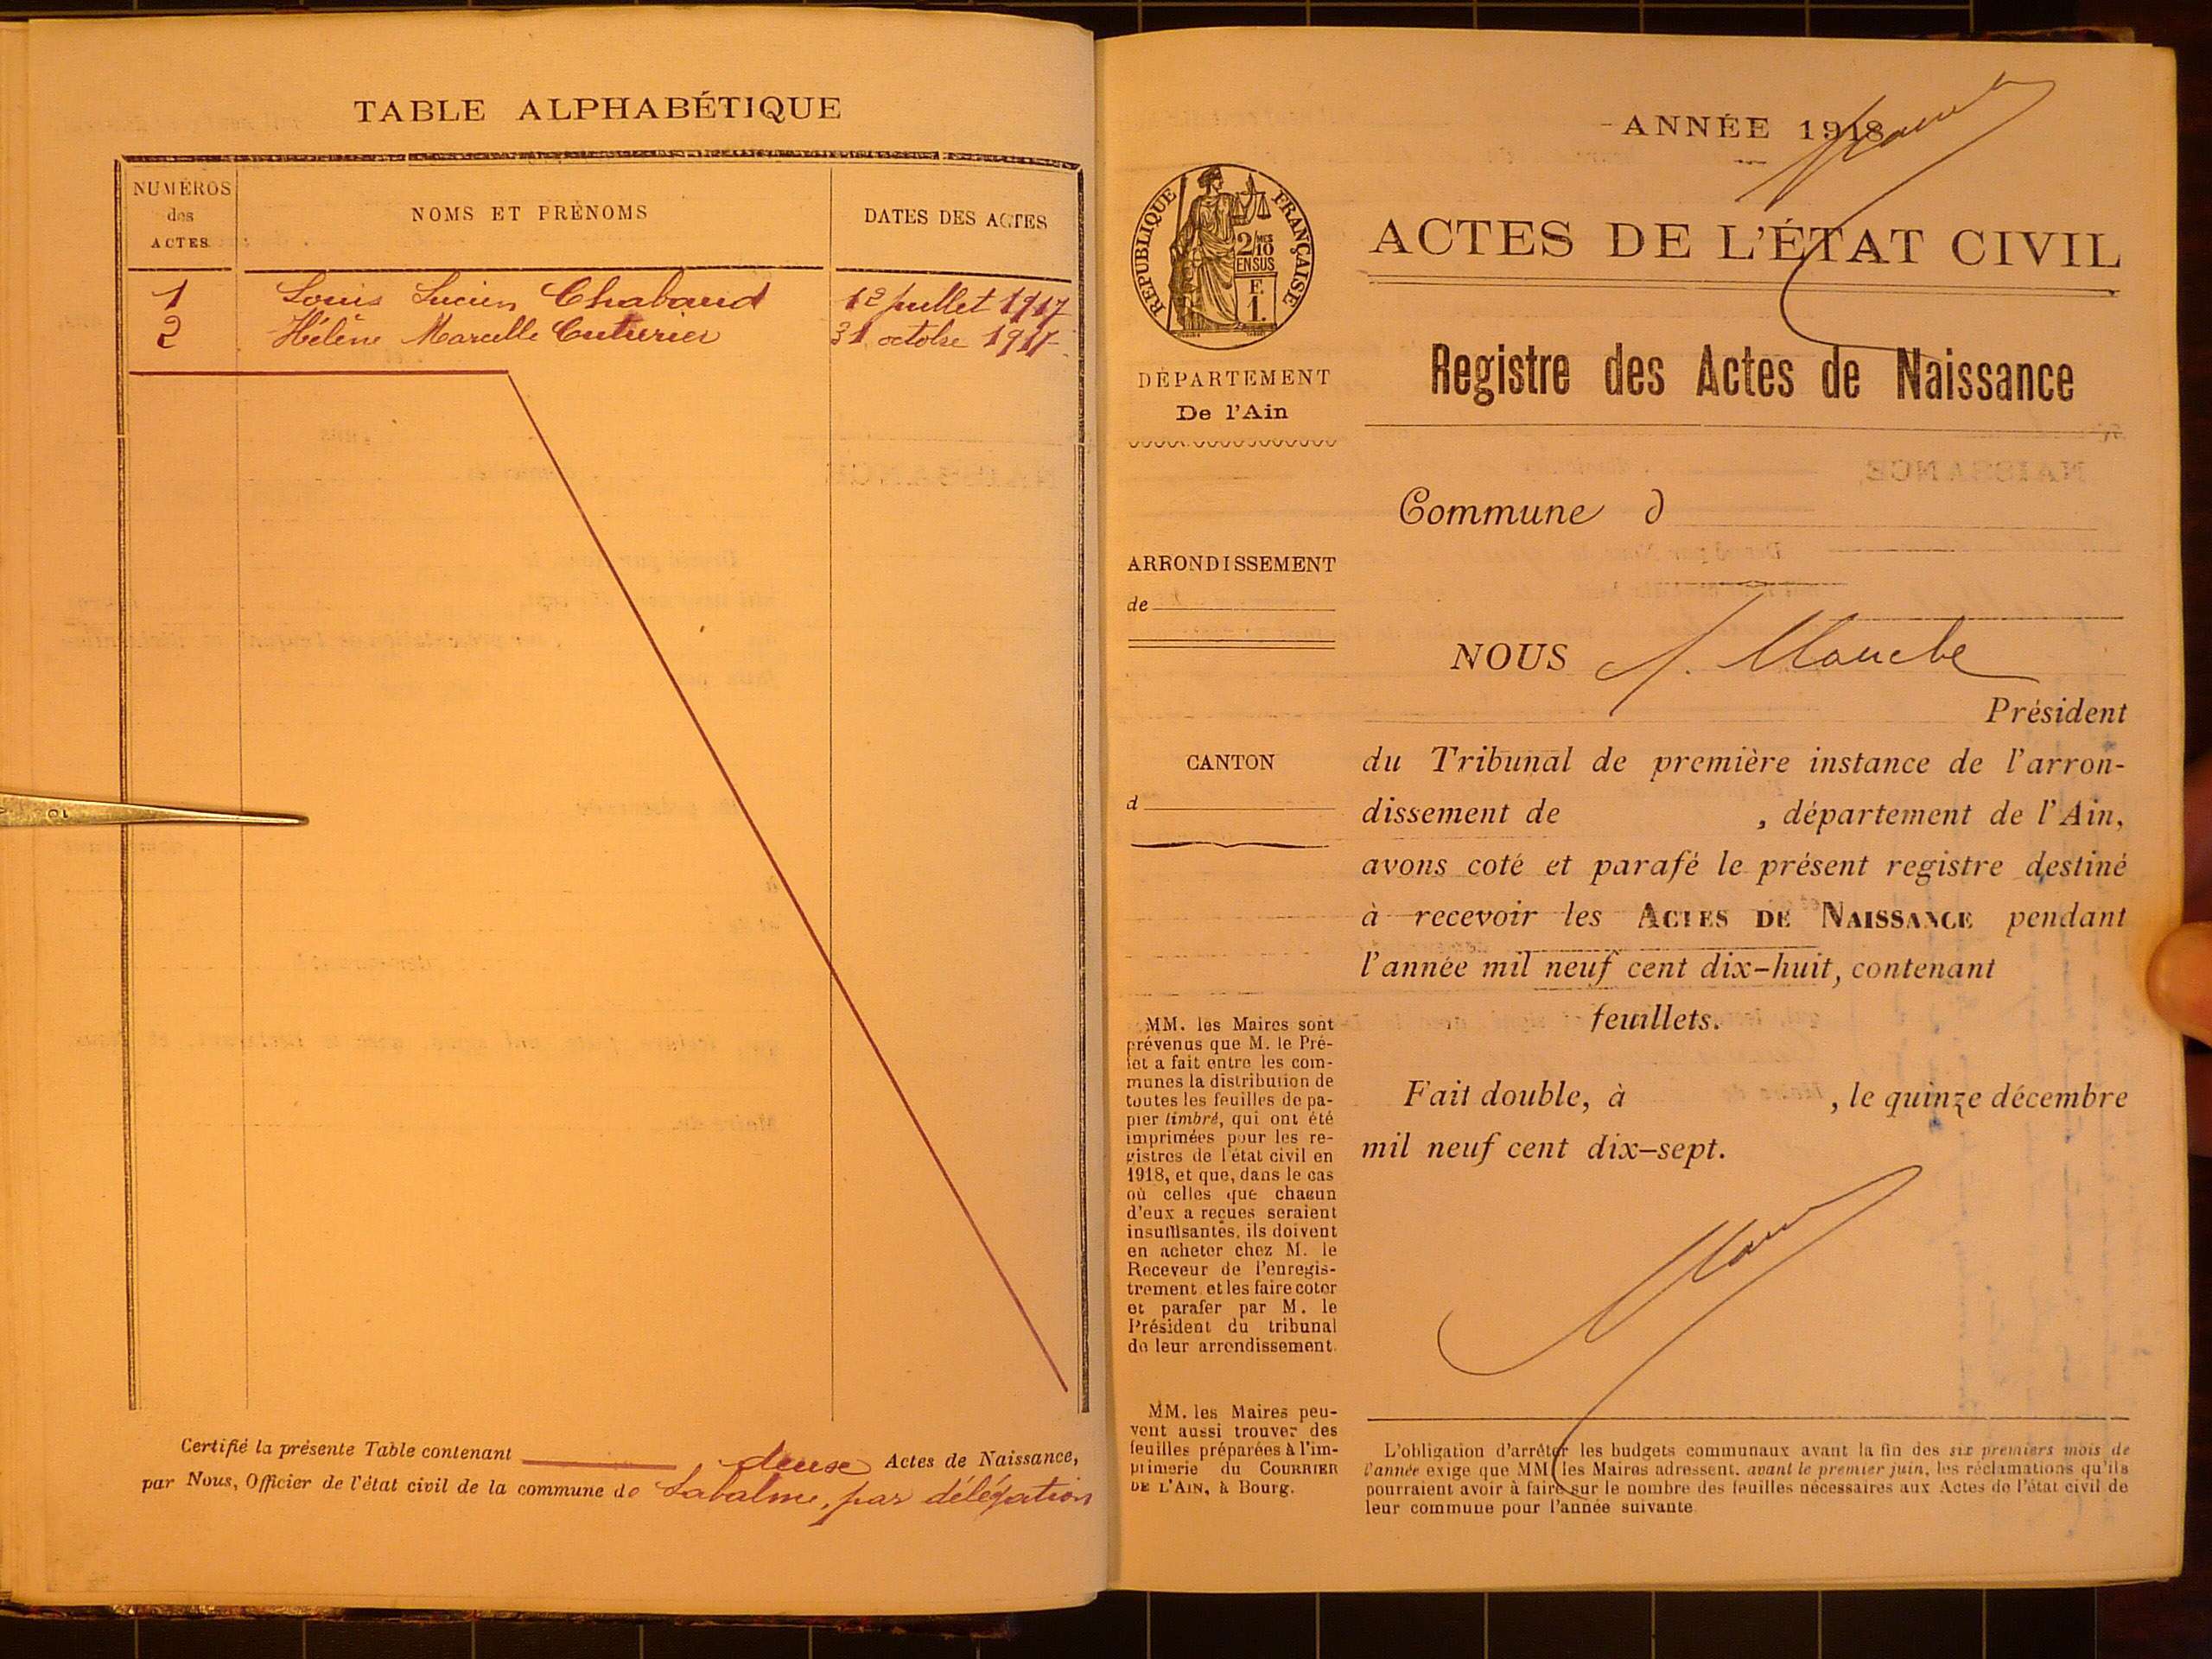 TABLE ALPHABÉTIQUE
NUMÉROS
des
ACTES
NOMS ET PRÉNOMS
DATES DES ACTES
1 Louis Lucien Chabaud 12 juillet 1917
2 Hélène Marcelle Cuturier 31 octobre 1917
Certifié la présente Table contenant deux Actes de Naissance,
par Nous, Officier de l'état civil de la commune de Labalme, par délégation
ANNÉE 1918
RÉPUBLIQUE FRANÇAISE
2/10
MES
EN SUS
F.
1.
ACTES DE L'ÉTAT CIVIL
Registre des Actes de Naissance
DÉPARTEMENT
De l'Ain
Commune d
ARRONDISSEMENT
de
CANTON
d
NOUS
Président
du Tribunal de première instance de l'arron-
dissement de , département de l'Ain,
avons coté et parafé le présent registre destiné
à recevoir les ACTES DE NAISSANCE pendant
l'année mil neuf cent dix-huit, contenant
feuillets.
Fait double, à , le quinze décembre
mil neuf cent dix-sept.
MM. les Maires sont
prévenus que M. le Pré-
fet a fait entre les com-
munes la distribution de
toutes les feuilles de pa-
pier timbré, qui ont été
imprimées pour les re-
gistres de l'état civil en
1918, et que, dans le cas
où celles que chacun
d'eux a reçues seraient
insuffisantes, ils doivent
en acheter chez M. le
Receveur de l'enregis-
trement et les faire coter
et parafer par M. le
Président du tribunal
de leur arrondissement.
MM. les Maires peu-
vent aussi trouver des
feuilles préparées à l'im-
primerie du COURRIER
DE L'AIN, à Bourg.
L'obligation d'arrêter les budgets communaux avant la fin des six premiers mois de
l'année exige que MM. les Maires adressent, avant le premier juin, les réclamations qu'ils
pourraient avoir à faire sur le nombre des feuilles nécessaires aux Actes de l'état civil de
leur commune pour l'année suivante